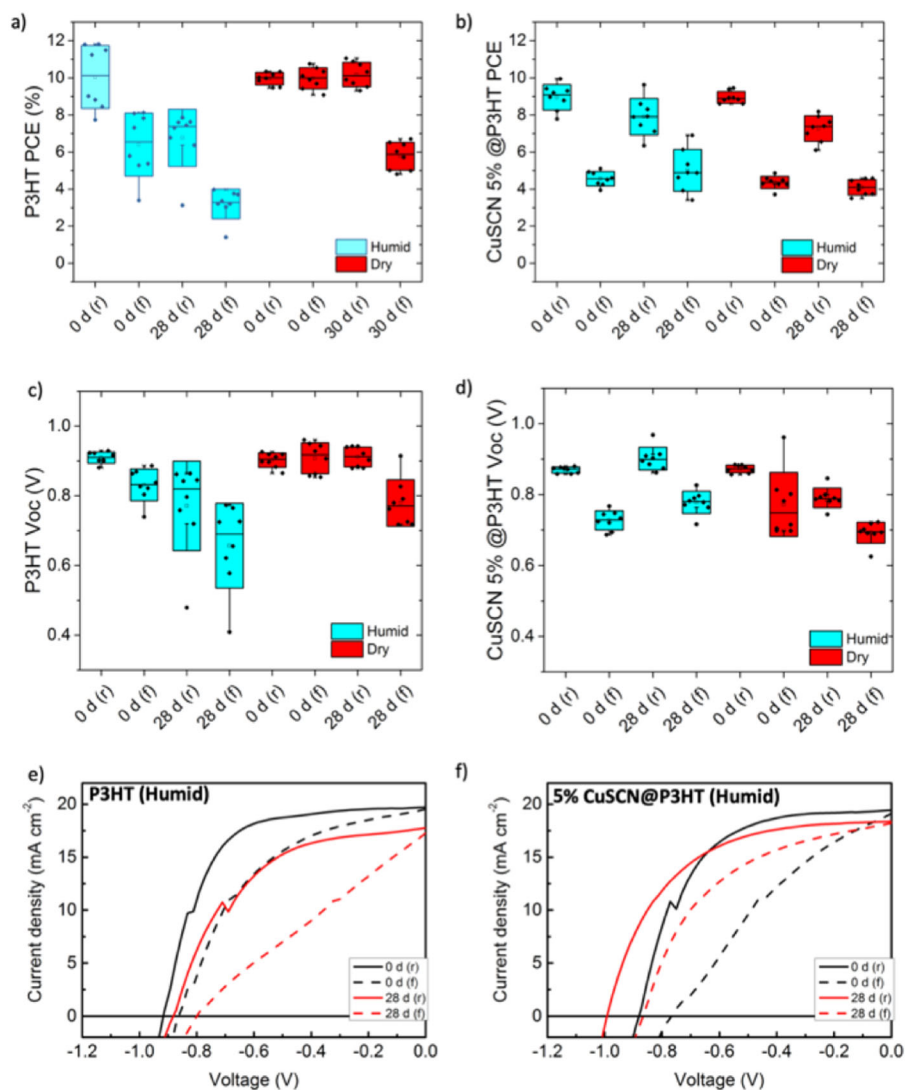 a)
P3HT PCE (%)
12
10
8
6
4
2
0
Humid
Dry
0 d (r)
0 d (f)
28 d (r)
28 d (f)
0 d (r)
0 d (f)
30 d (r)
30 d (f)
b)
CuSCN 5% @P3HT PCE
12
10
8
6
4
2
0
Humid
Dry
0 d (r)
0 d (f)
28 d (r)
28 d (f)
0 d (r)
0 d (f)
28 d (r)
28 d (f)
c)
P3HT Voc (V)
1.0
0.8
0.6
0.4
Humid
Dry
0 d (r)
0 d (f)
28 d (r)
28 d (f)
0 d (r)
0 d (f)
28 d (r)
28 d (f)
d)
CuSCN 5% @P3HT Voc (V)
1.0
0.8
0.6
0.4
Humid
Dry
0 d (r)
0 d (f)
28 d (r)
28 d (f)
0 d (r)
0 d (f)
28 d (r)
28 d (f)
e)
P3HT (Humid)
Current density (mA cm-2)
20
15
10
5
0
0 d (r)
0 d (f)
28 d (r)
28 d (f)
-1.2
-1.0
-0.8
-0.6
-0.4
-0.2
0.0
Voltage (V)
f)
5% CuSCN@P3HT (Humid)
Current density (mA cm-2)
20
15
10
5
0
0 d (r)
0 d (f)
28 d (r)
28 d (f)
-1.2
-1.0
-0.8
-0.6
-0.4
-0.2
0.0
Voltage (V)